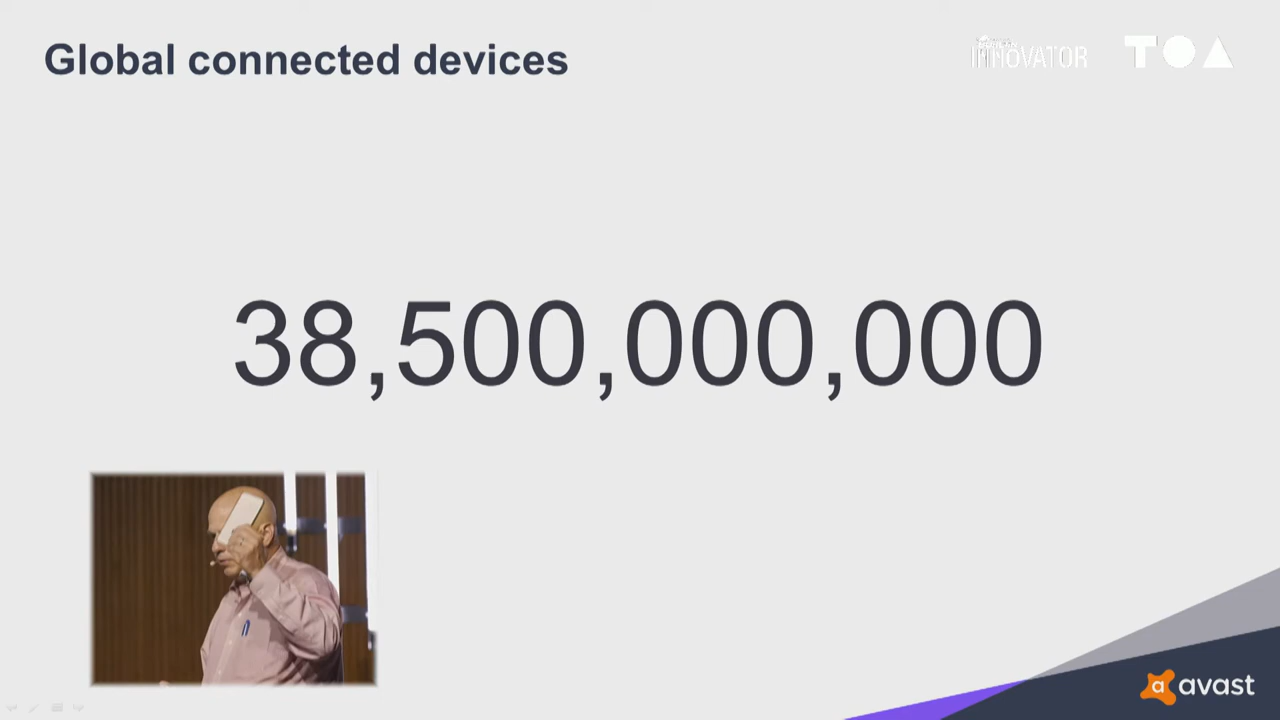 Global connected devices
INNOVATOR
TOA
38,500,000,000
avast